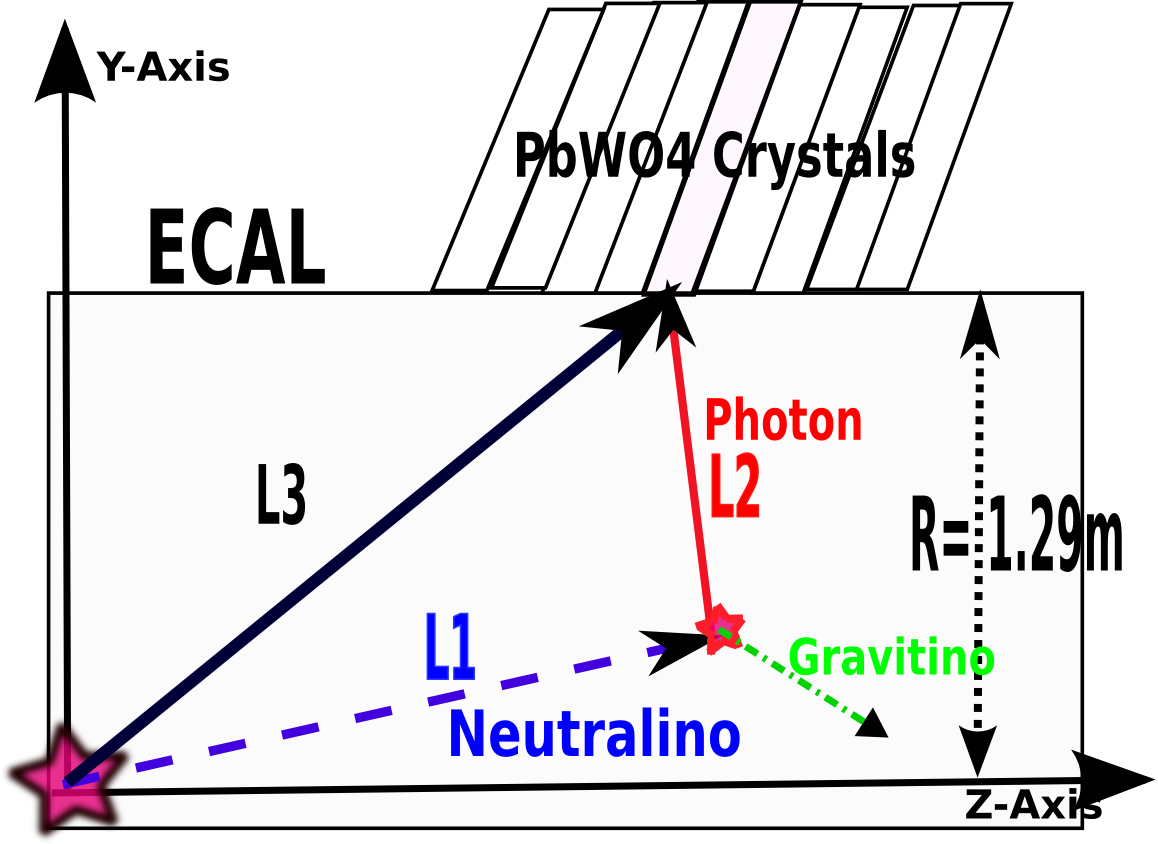 Y-Axis
PbWO4 Crystals
ECAL
Photon
L2
L3
R= 1.29m
L1
Gravitino
Neutralino
Z-Axis